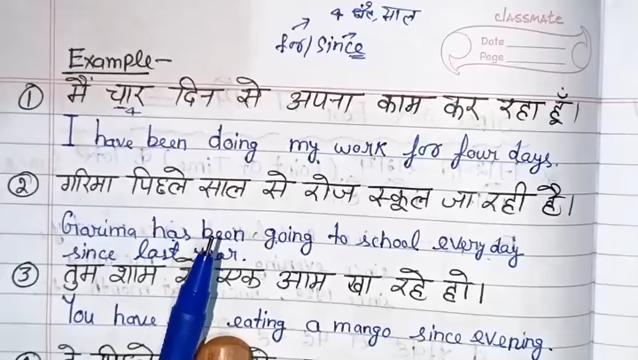 4 घंटे, साल
for/since
classmate
Date
Page
Example-
① मैं चार दिन से अपना काम कर रहा हूँ।
4
I have been doing my work for four days.
② गरिमा पिछले साल से रोज स्कूल जा रही है।
Garima has been going to school everyday
since last year.
③ तुम शाम से एक आम खा रहे हो।
You have eating a mango since evening.